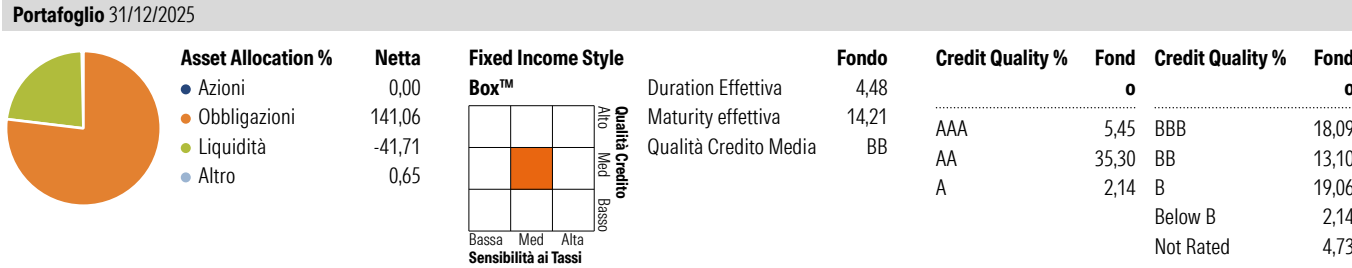 Portafoglio 31/12/2025
Asset Allocation % Netta
Azioni 0,00
Obbligazioni 141,06
Liquidità -41,71
Altro 0,65
Fixed Income Style
Box™
Alto Med Basso
Qualità Credito
Bassa Med Alta
Sensibilità ai Tassi
Fondo
Duration Effettiva 4,48
Maturity effettiva 14,21
Qualità Credito Media BB
Credit Quality % Fond
o
AAA 5,45
AA 35,30
A 2,14
Credit Quality % Fond
o
BBB 18,09
BB 13,10
B 19,06
Below B 2,14
Not Rated 4,73